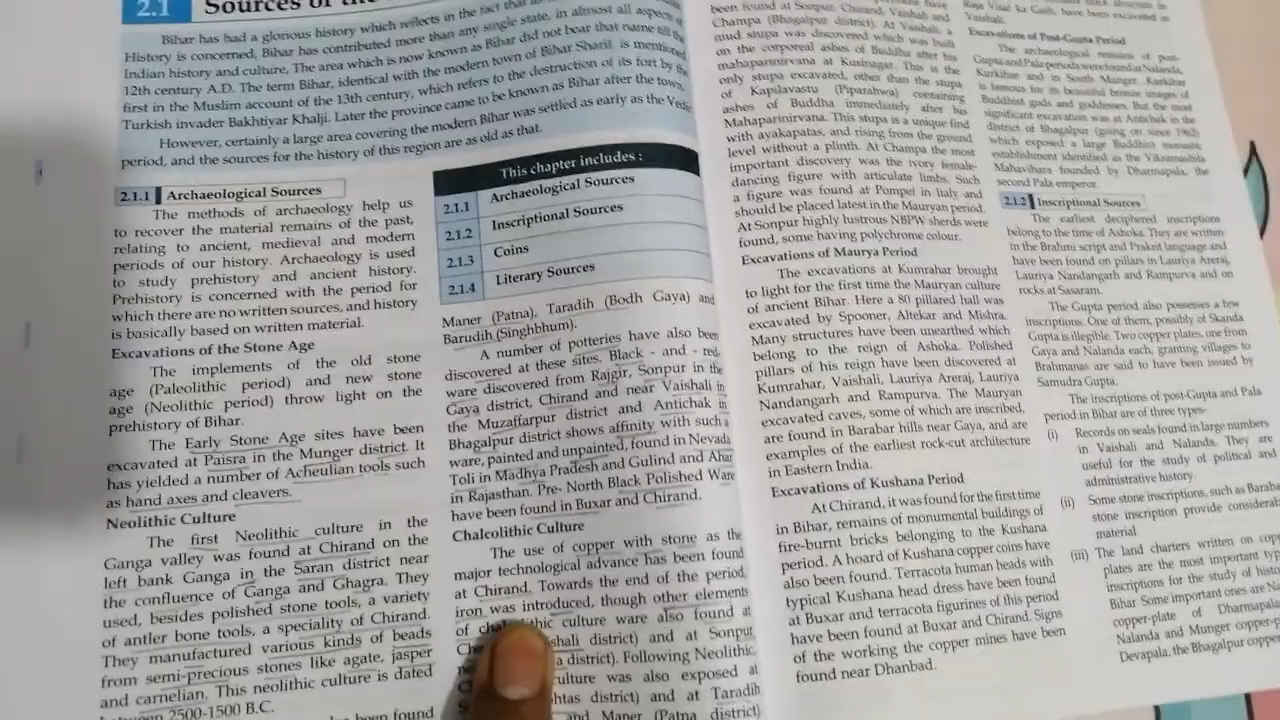 2.1 Sources of the
Bihar has had a glorious history which reflects in the fact that as
History is concerned, Bihar has contributed more than any single state, in almost all aspects
Indian history and culture. The area which is now known as Bihar did not bear that name till the
12th century A.D. The term Bihar, identical with the modern town of Bihar Sharif, is mentioned
first in the Muslim account of the 13th century, which refers to the destruction of its fort by the
Turkish invader Bakhtiyar Khalji. Later the province came to be known as Bihar after the town.
However, certainly a large area covering the modern Bihar was settled as early as the Vedic
period, and the sources for the history of this region are as old as that.
2.1.1 Archaeological Sources
The methods of archaeology help us
to recover the material remains of the past,
relating to ancient, medieval and modern
periods of our history. Archaeology is used
to study prehistory and ancient history.
Prehistory is concerned with the period for
which there are no written sources, and history
is basically based on written material.
Excavations of the Stone Age
The implements of the old stone
age (Paleolithic period) and new stone
age (Neolithic period) throw light on the
prehistory of Bihar.
The Early Stone Age sites have been
excavated at Paisra in the Munger district. It
has yielded a number of Acheulian tools such
as hand axes and cleavers.
Neolithic Culture
The first Neolithic culture in the
Ganga valley was found at Chirand on the
left bank Ganga in the Saran district near
the confluence of Ganga and Ghagra. They
used, besides polished stone tools, a variety
of antler bone tools, a speciality of Chirand.
They manufactured various kinds of beads
from semi-precious stones like agate, jasper
and carnelian. This neolithic culture is dated
between 2500-1500 B.C.
been found
This chapter includes :
2.1.1 Archaeological Sources
2.1.2 Inscriptional Sources
2.1.3 Coins
2.1.4 Literary Sources
Maner (Patna), Taradih (Bodh Gaya) and
Barudih (Singhbhum).
A number of potteries have also been
discovered at these sites. Black - and - red-
ware discovered from Rajgir, Sonpur in the
Gaya district, Chirand and near Vaishali in
the Muzaffarpur district and Antichak in
Bhagalpur district shows affinity with such
ware, painted and unpainted, found in Nevada
Toli in Madhya Pradesh and Gulind and Ahar
in Rajasthan. Pre- North Black Polished Ware
have been found in Buxar and Chirand.
Chalcolithic Culture
The use of copper with stone as the
major technological advance has been found
at Chirand. Towards the end of the period,
iron was introduced, though other elements
of thic culture ware also found at
shali district) and at Sonpur
a district). Following Neolithic
ulture was also exposed at
htas district) and at Taradih
and Maner (Patna district)
been found at Sonpur, Chirand, Vaishali and
Champa (Bhagalpur district). At Vaishali, a
mud stupa was discovered which was built
on the corporeal ashes of Buddha after his
mahaparinirvana at Kusinagar. This is the
only stupa excavated, other than the stupa
of Kapilavastu (Piparahwa) containing
ashes of Buddha immediately after his
Mahaparinirvana. This stupa is a unique find
with ayakapatas, and rising from the ground
level without a plinth. At Champa the most
important discovery was the ivory female-
dancing figure with articulate limbs. Such
a figure was found at Pompei in Italy and
should be placed latest in the Mauryan period.
At Sonpur highly lustrous NBPW sherds were
found, some having polychrome colour.
Excavations of Maurya Period
The excavations at Kumrahar brought
to light for the first time the Mauryan culture
of ancient Bihar. Here a 80 pillared hall was
excavated by Spooner, Altekar and Mishra.
Many structures have been unearthed which
belong to the reign of Ashoka. Polished
pillars of his reign have been discovered at
Kumrahar, Vaishali, Lauriya Areraj, Lauriya
Nandangarh and Rampurva. The Mauryan
excavated caves, some of which are inscribed,
are found in Barabar hills near Gaya, and are
examples of the earliest rock-cut architecture
in Eastern India.
Excavations of Kushana Period
At Chirand, it was found for the first time
in Bihar, remains of monumental buildings of
fire-burnt bricks belonging to the Kushana
period. A hoard of Kushana copper coins have
also been found. Terracota human heads with
typical Kushana head dress have been found
at Buxar and terracota figurines of this period
have been found at Buxar and Chirand. Signs
of the working the copper mines have been
found near Dhanbad.
Raja Visal ka Garh, have been excavated at
Vaishali.
Excavations of Post-Gupta Period
The archaeological remains of post-
Gupta and Pala periods were found at Nalanda,
Kurkihar and in South Munger. Kurkihar
is famous for its beautiful bronze images of
Buddhist gods and goddesses. But the most
significant excavation was at Antichak in the
district of Bhagalpur (going on since 1962)
which exposed a large Buddhist monastic
establishment identified as the Vikramashila
Mahavihara founded by Dharmapala, the
second Pala emperor.
2.1.2 Inscriptional Sources
The earliest deciphered inscriptions
belong to the time of Ashoka. They are written
in the Brahmi script and Prakrit language and
have been found on pillars in Lauriya Areraj,
Lauriya Nandangarh and Rampurva and on
rocks at Sasaram.
The Gupta period also possesses a few
inscriptions. One of them, possibly of Skanda
Gupta is illegible. Two copper plates, one from
Gaya and Nalanda each, granting villages to
Brahmanas are said to have been issued by
Samudra Gupta.
The inscriptions of post-Gupta and Pala
period in Bihar are of three types-
(i) Records on seals found in large numbers
in Vaishali and Nalanda. They are
useful for the study of political and
administrative history
(ii) Some stone inscriptions, such as Baraba
stone inscription provide considerab
material
(iii) The land charters written on copp
plates are the most important typ
inscriptions for the study of histo
Bihar. Some important ones are Na
copper-plate of Dharmapala,
Nalanda and Munger copper-p
Devapala, the Bhagalpur coppe